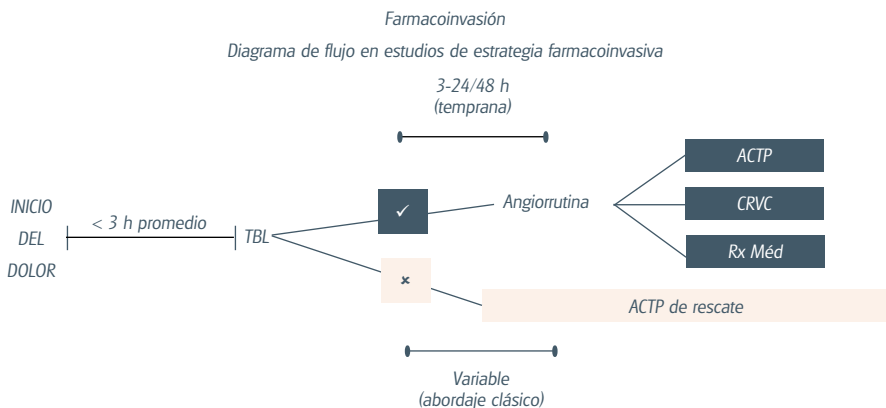 Farmacoinvasión
Diagrama de flujo en estudios de estrategia farmacoinvasiva
3-24/48 h
(temprana)
INICIO
DEL
DOLOR
< 3 h promedio
TBL
✓
Angiorrutina
ACTP
CRVC
Rx Méd
×
ACTP de rescate
Variable
(abordaje clásico)